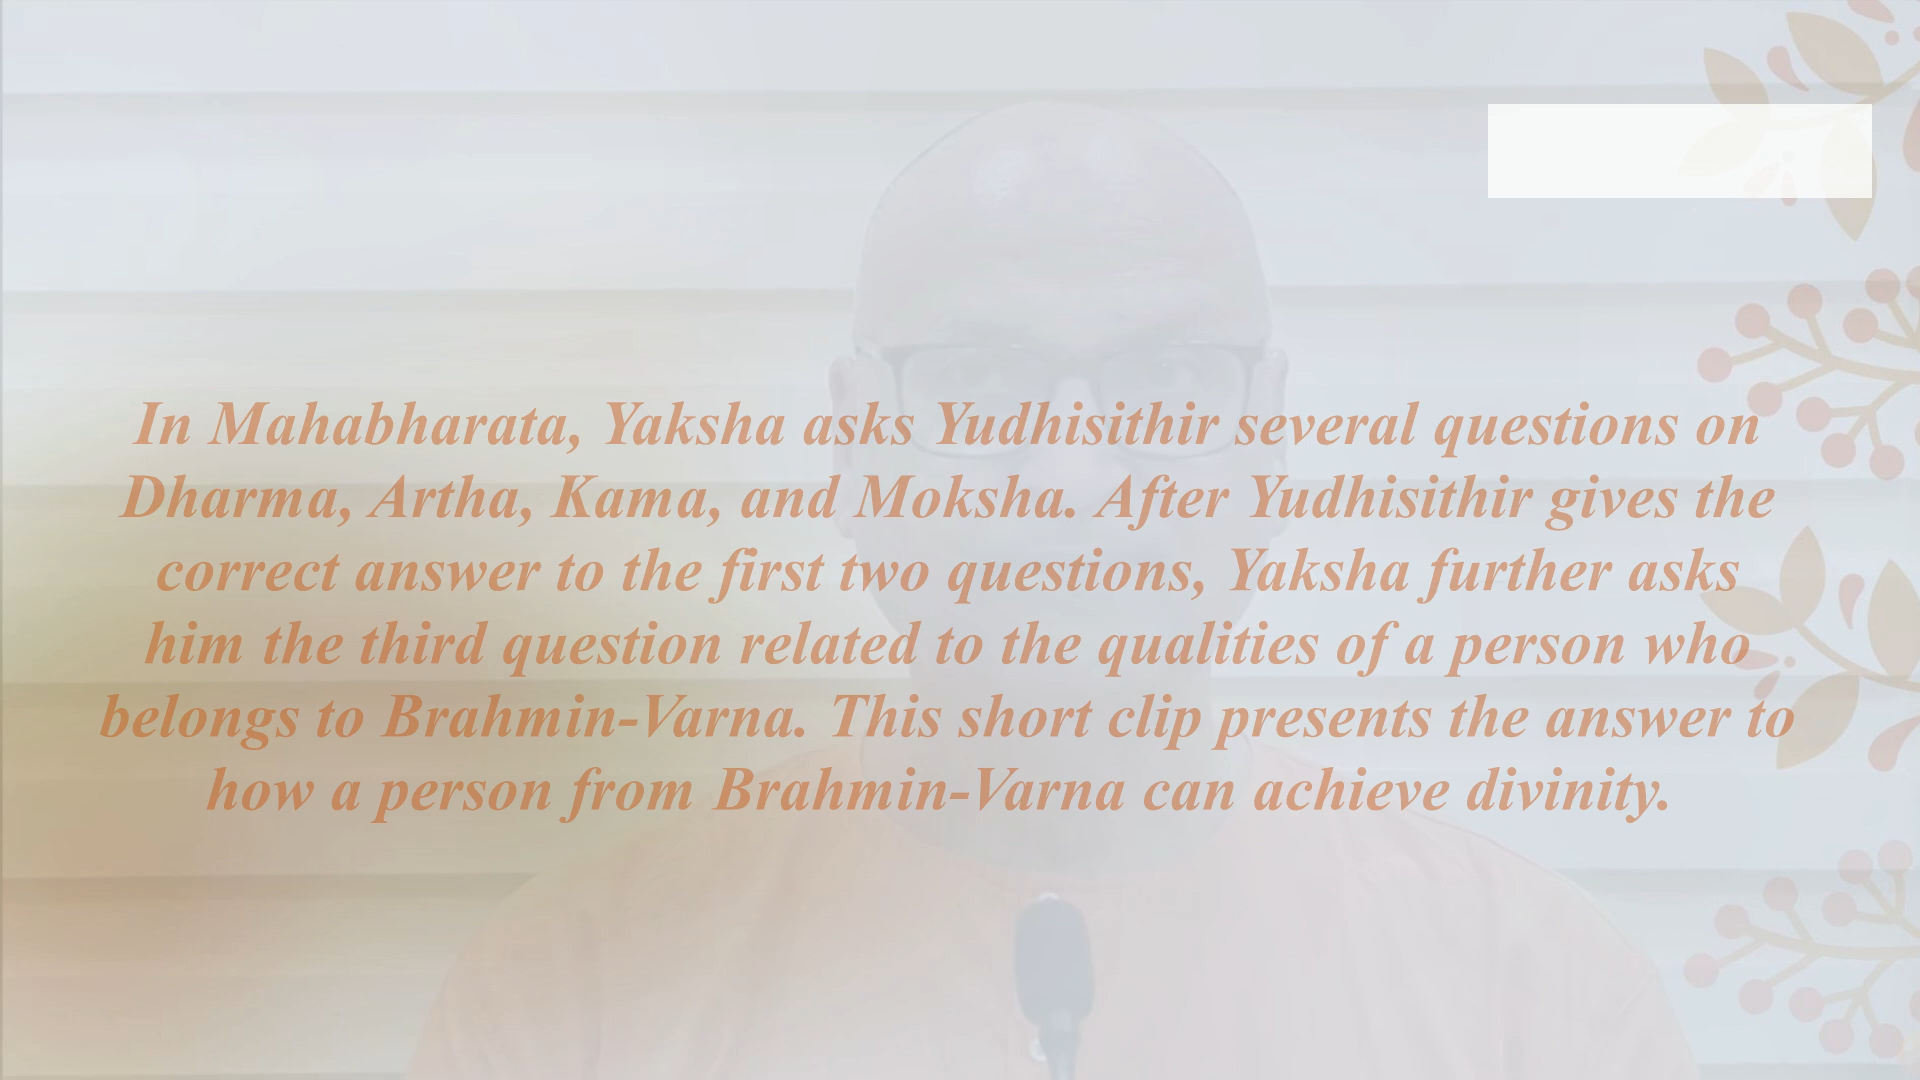 In Mahabharata, Yaksha asks Yudhisithir several questions on
Dharma, Artha, Kama, and Moksha. After Yudhisithir gives the
correct answer to the first two questions, Yaksha further asks
him the third question related to the qualities of a person who
belongs to Brahmin-Varna. This short clip presents the answer to
how a person from Brahmin-Varna can achieve divinity.